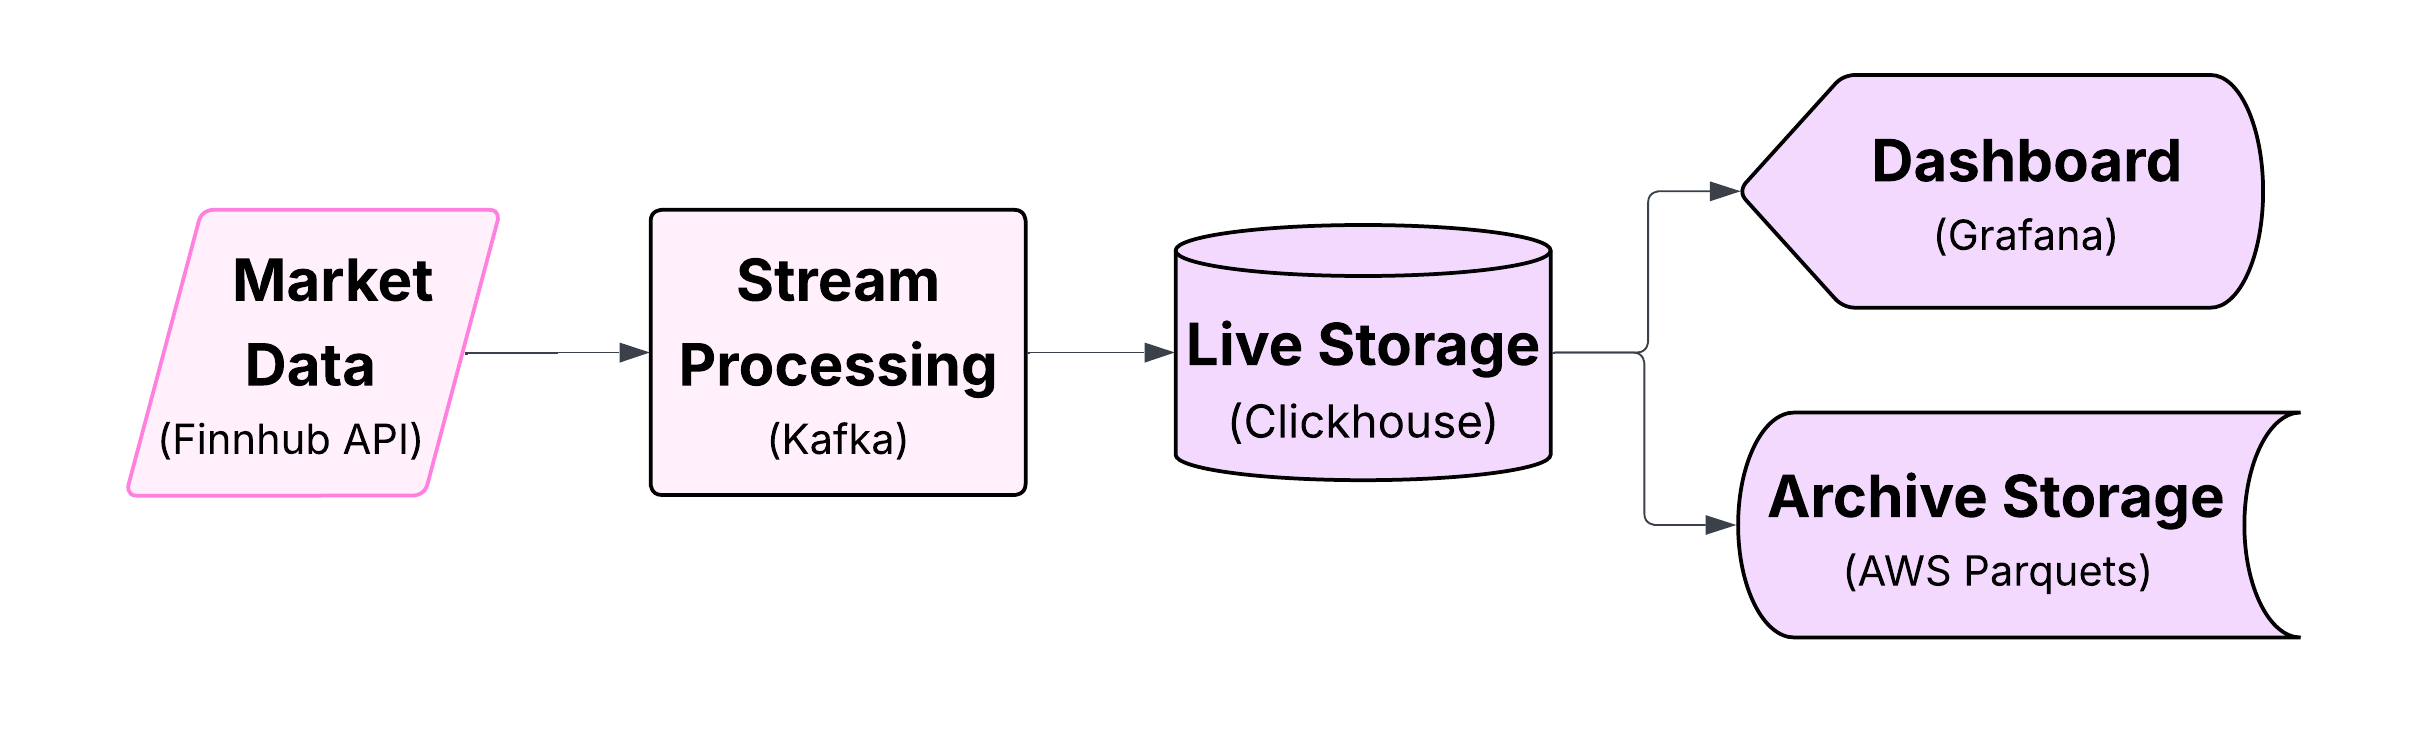 Market
Data
(Finnhub API)
Stream
Processing
(Kafka)
Live Storage
(Clickhouse)
Dashboard
(Grafana)
Archive Storage
(AWS Parquets)